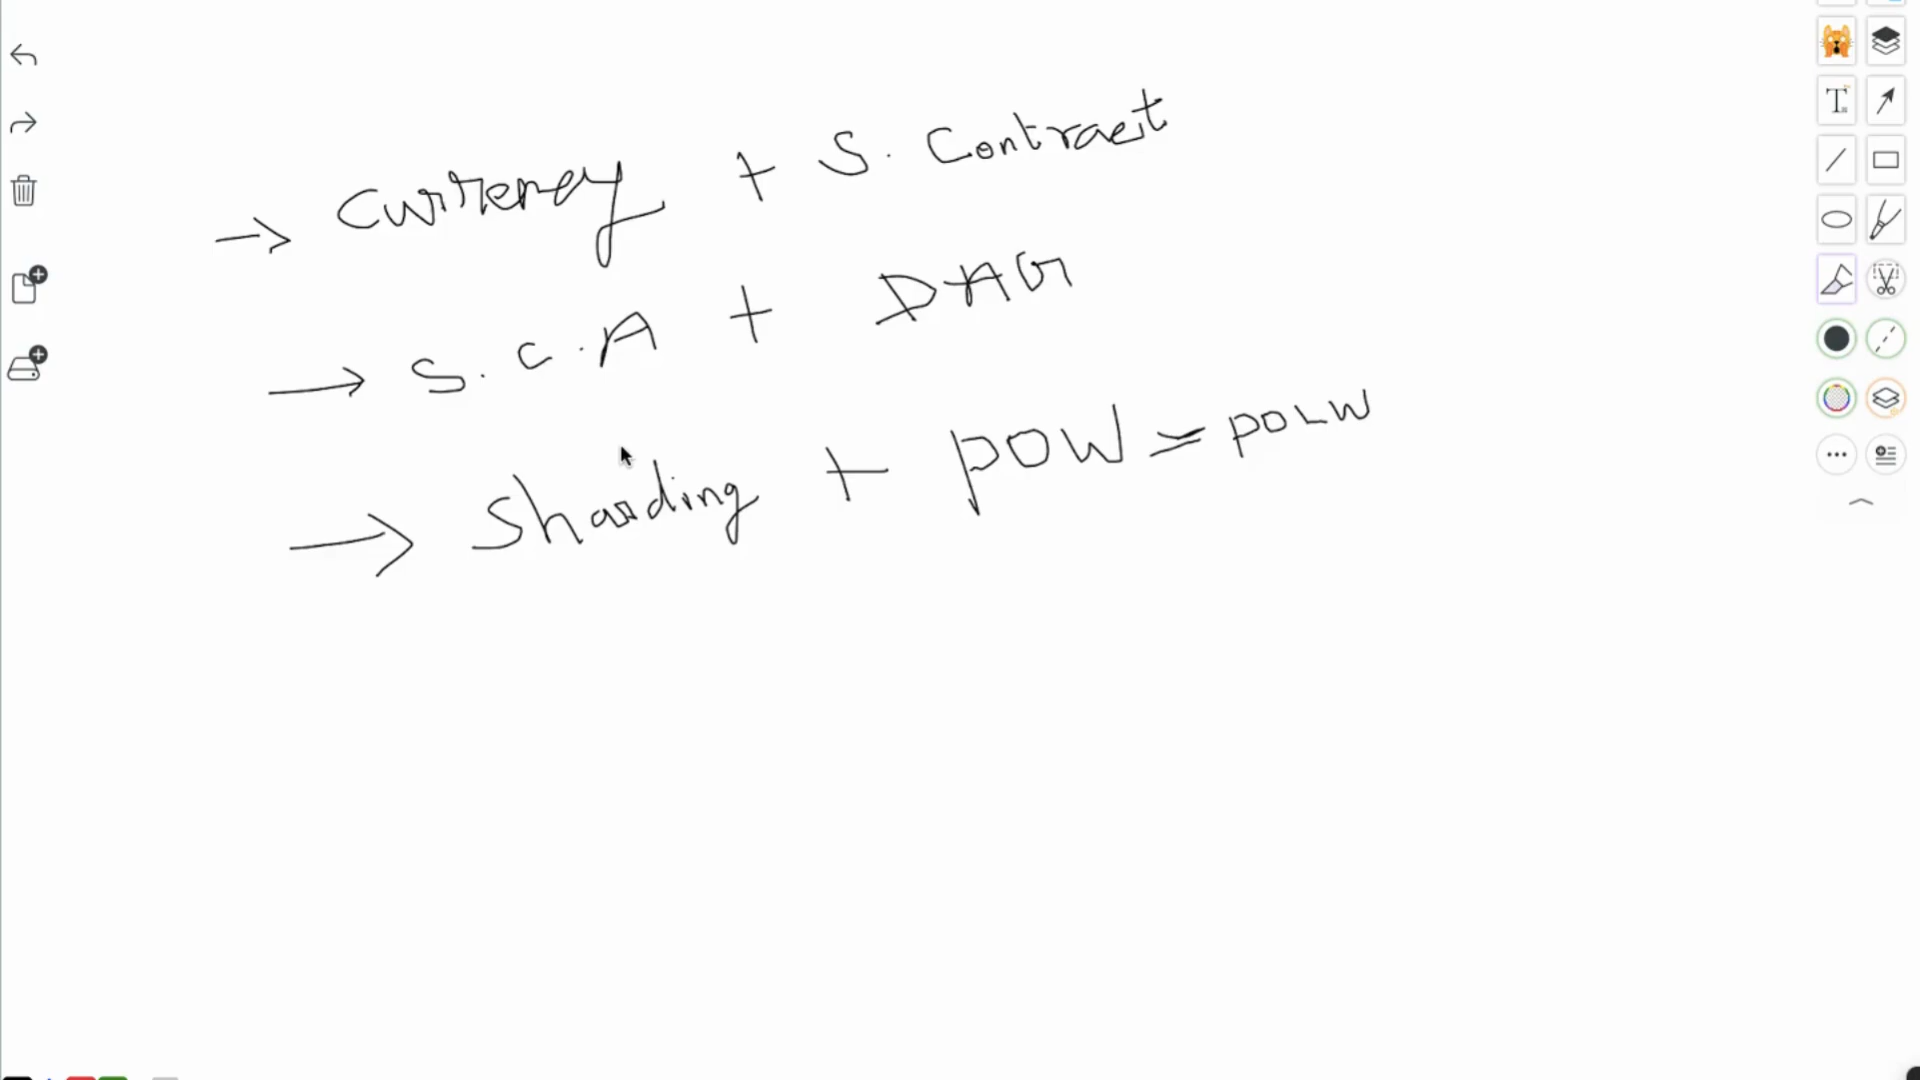 → Currency + S. Contract
→ S. C. A + DAG
→ Sharding + POW = POLW